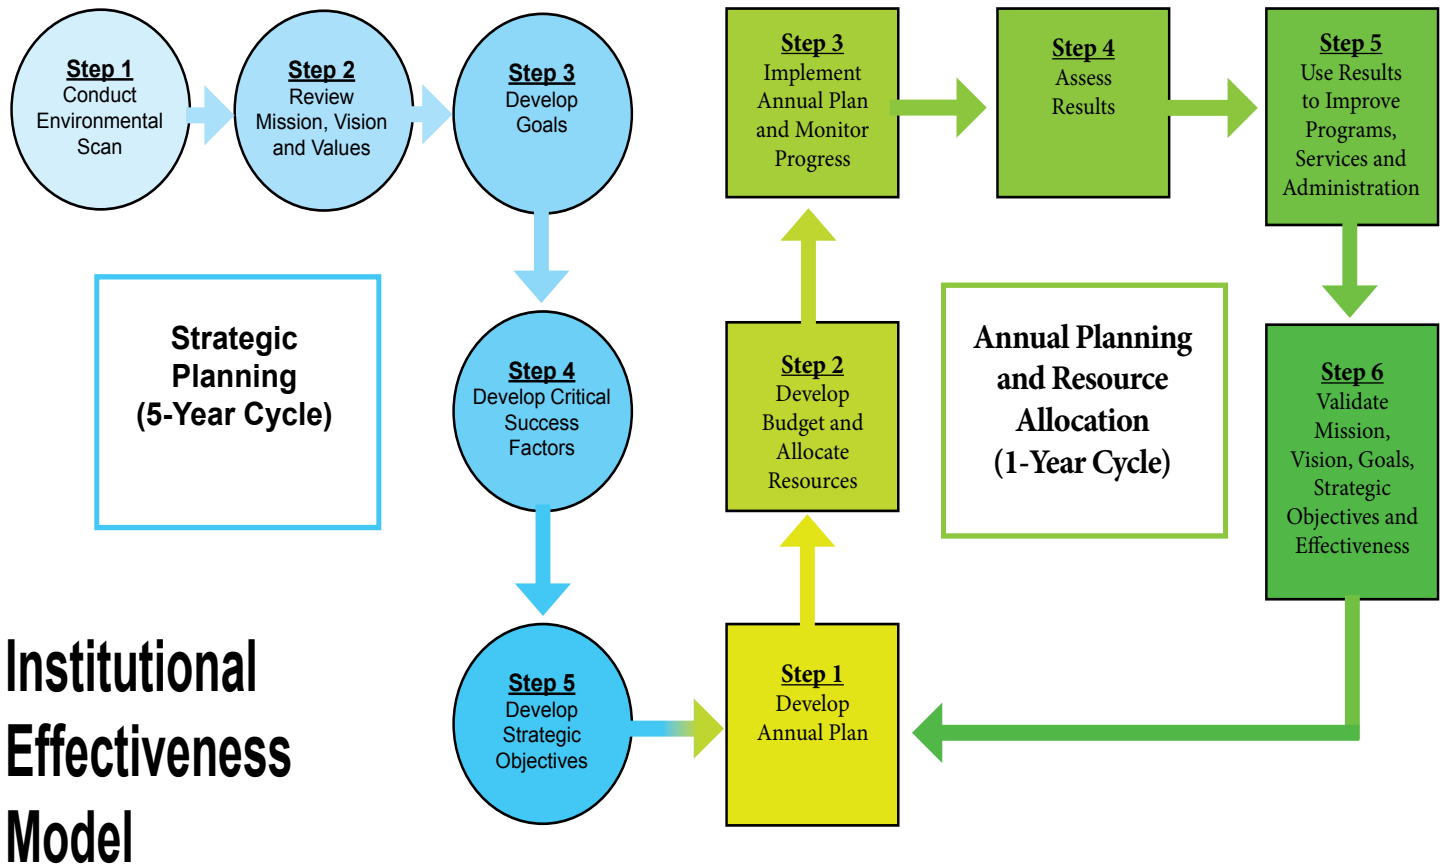 Step 1
Conduct
Environmental
Scan
Step 2
Review
Mission, Vision
and Values
Step 3
Develop
Goals
Step 4
Develop Critical
Success
Factors
Step 5
Develop
Strategic
Objectives
Strategic
Planning
(5-Year Cycle)
Institutional
Effectiveness
Model
Step 1
Develop
Annual Plan
Step 2
Develop
Budget and
Allocate
Resources
Step 3
Implement
Annual Plan
and Monitor
Progress
Step 4
Assess
Results
Step 5
Use Results
to Improve
Programs,
Services and
Administration
Step 6
Validate
Mission,
Vision, Goals,
Strategic
Objectives and
Effectiveness
Annual Planning
and Resource
Allocation
(1-Year Cycle)